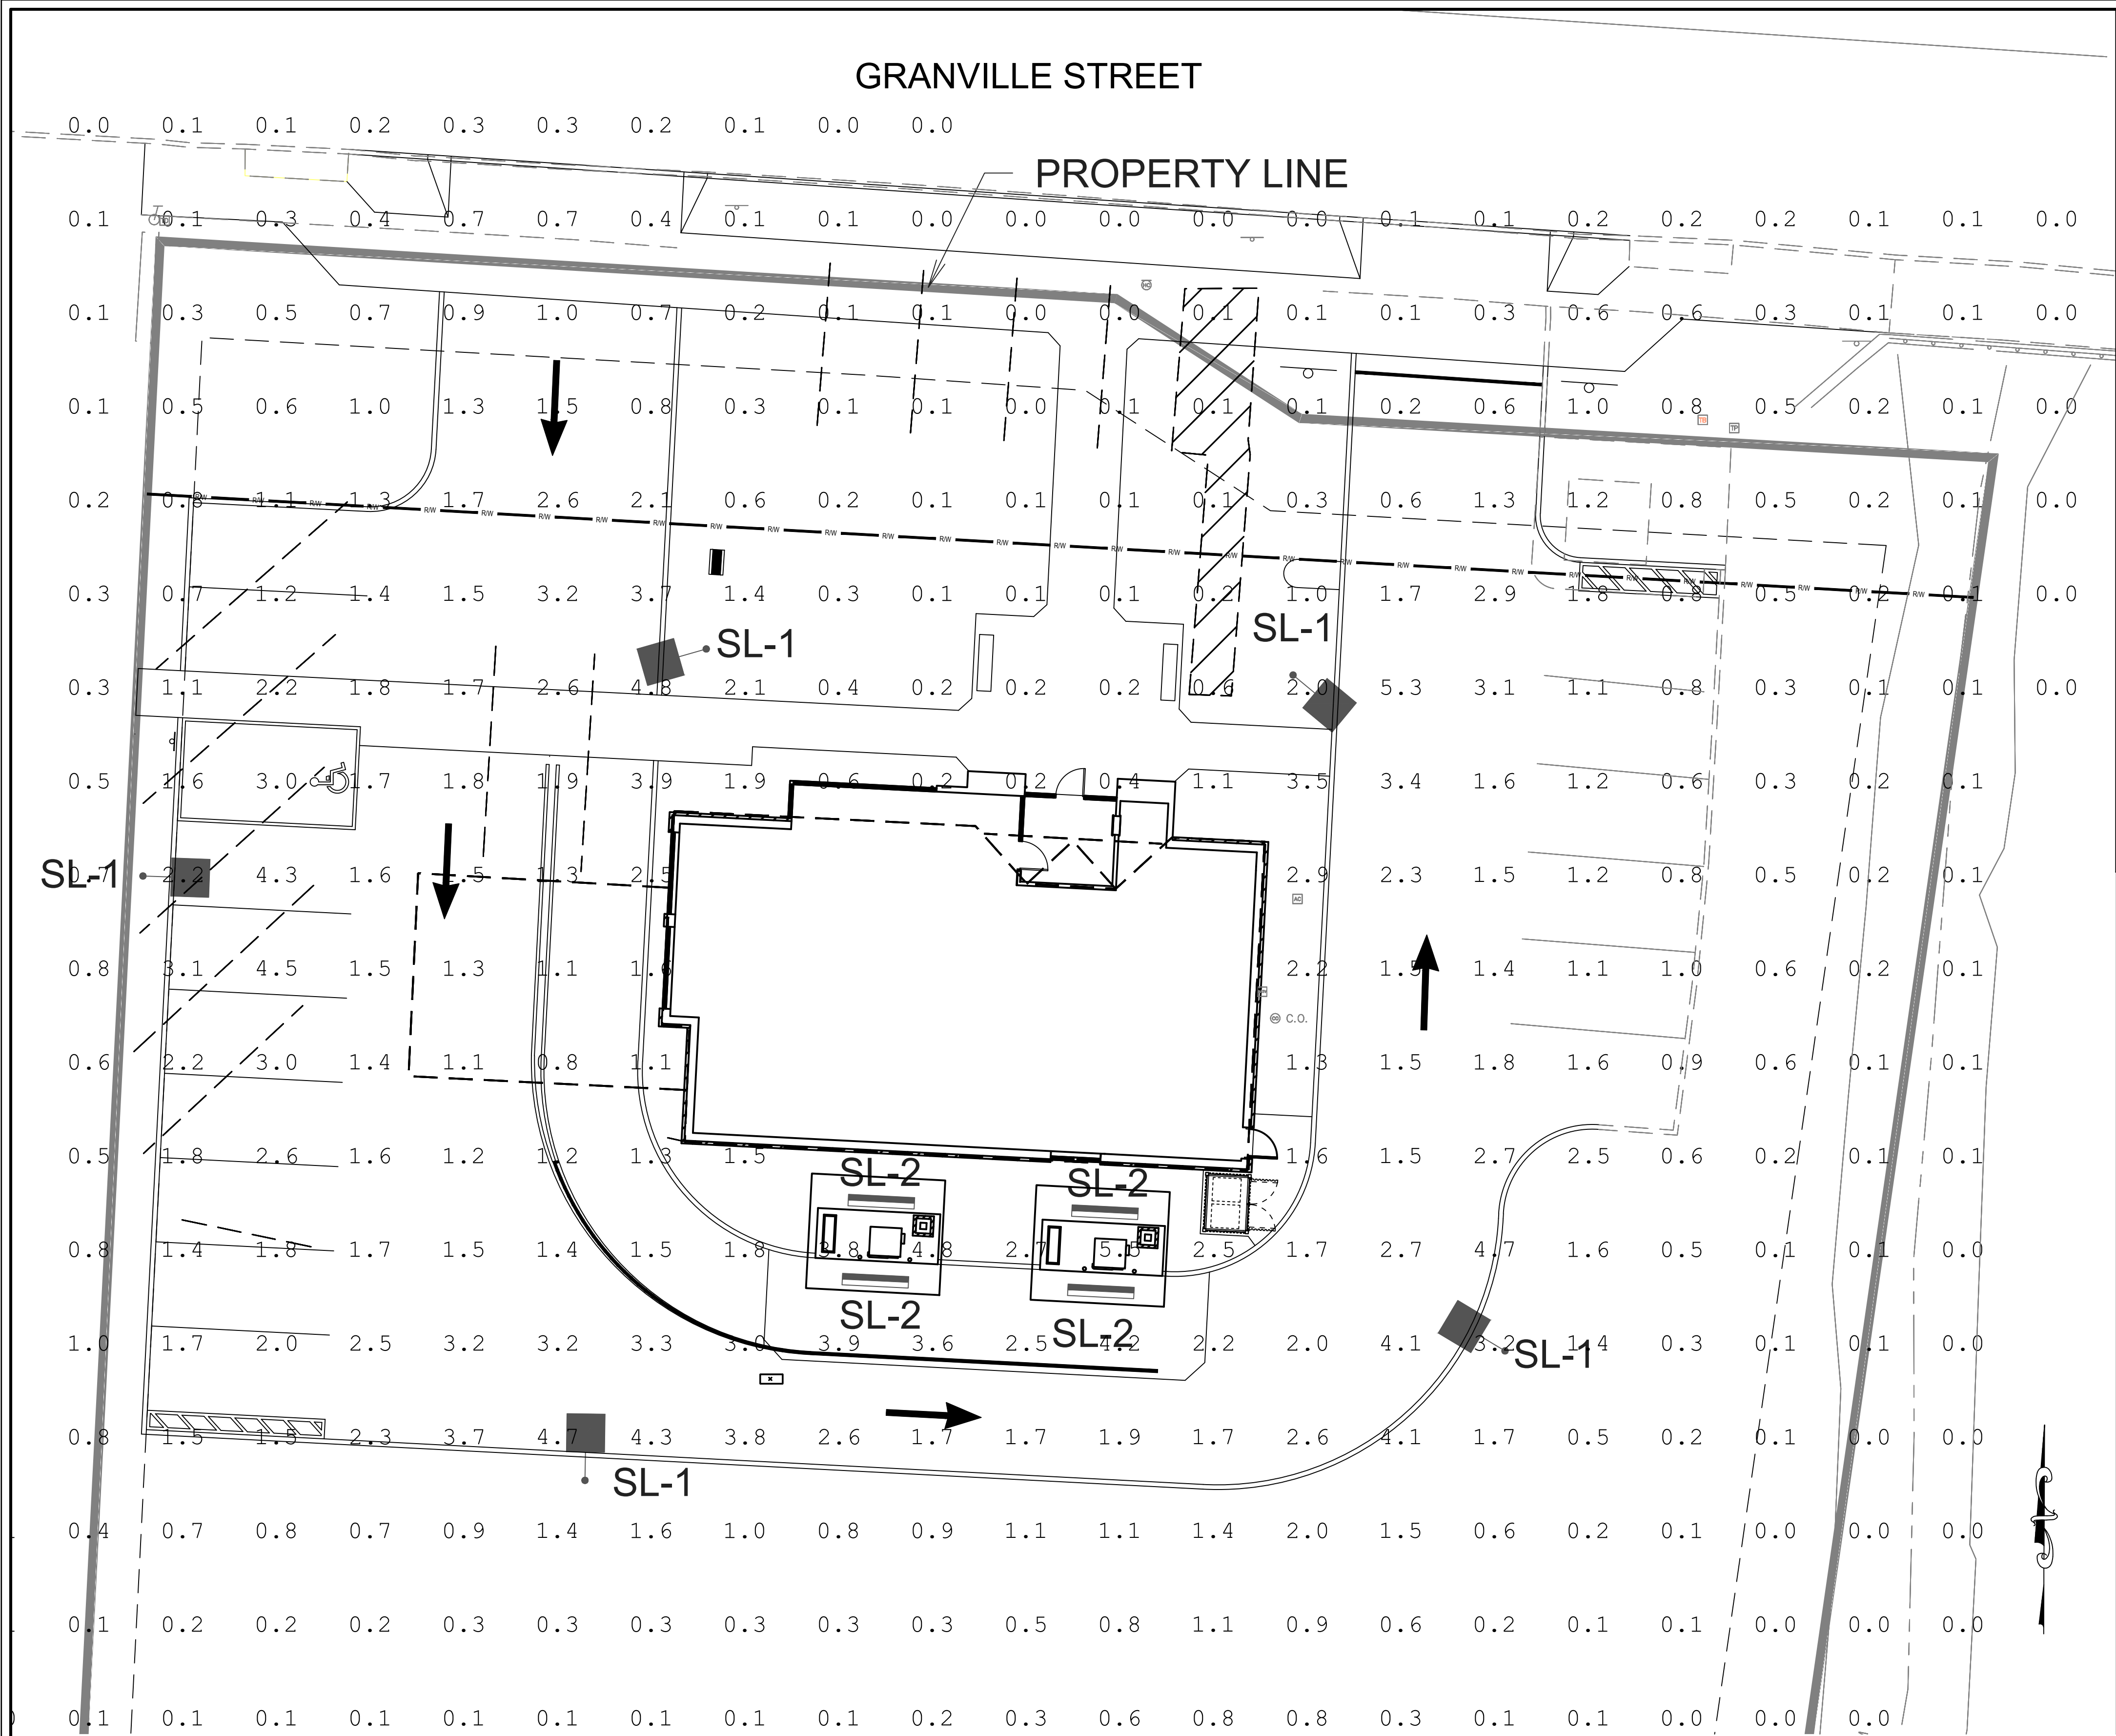 GRANVILLE STREET
0.0 0.1 0.1 0.2 0.3 0.3 0.2 0.1 0.0 0.0
PROPERTY LINE
0.1 0.1 0.3 0.4 0.7 0.7 0.4 0.1 0.1 0.0 0.0 0.0 0.0 0.0 0.1 0.1 0.2 0.2 0.2 0.1 0.1 0.0
HC
0.1 0.3 0.5 0.7 0.9 1.0 0.7 0.2 0.1 0.1 0.0 0.0 0.1 0.1 0.1 0.3 0.6 0.6 0.3 0.1 0.1 0.0
0.1 0.5 0.6 1.0 1.3 1.5 0.8 0.3 0.1 0.1 0.0 0.1 0.1 0.1 0.2 0.6 1.0 0.8 0.5 0.2 0.1 0.0
TP
0.2 0.8 1.1 1.3 1.7 2.6 2.1 0.6 0.2 0.1 0.1 0.1 0.1 0.3 0.6 1.3 1.2 0.8 0.5 0.2 0.1 0.0
R/W R/W R/W R/W R/W R/W R/W R/W R/W R/W R/W R/W R/W R/W R/W R/W R/W R/W R/W R/W R/W R/W R/W R/W R/W R/W R/W R/W R/W R/W R/W
0.3 0.7 1.2 1.4 1.5 3.2 3.7 1.4 0.3 0.1 0.1 0.1 0.2 1.0 1.7 2.9 1.8 0.8 0.5 0.2 0.1 0.0
SL-1 SL-1
0.3 1.1 2.2 1.8 1.7 2.6 4.8 2.1 0.4 0.2 0.2 0.2 0.6 2.0 5.3 3.1 1.1 0.8 0.3 0.1 0.1 0.0
0.5 1.6 3.0 1.7 1.8 1.9 3.9 1.9 0.6 0.2 0.2 0.4 1.1 3.5 3.4 1.6 1.2 0.6 0.3 0.2 0.1
SL-1
0.7 2.2 4.3 1.6 1.5 1.3 2.5 2.9 2.3 1.5 1.2 0.8 0.5 0.2 0.1
AC
0.8 3.1 4.5 1.5 1.3 1.1 1.6 2.2 1.5 1.4 1.1 1.0 0.6 0.2 0.1
C.O.
0.6 2.2 3.0 1.4 1.1 0.8 1.1 1.3 1.5 1.8 1.6 0.9 0.6 0.1 0.1
0.5 1.8 2.6 1.6 1.2 1.2 1.3 1.5 1.6 1.5 2.7 2.5 0.6 0.2 0.1 0.1
SL-2 SL-2
0.8 1.4 1.8 1.7 1.5 1.4 1.5 1.8 3.8 4.8 2.7 2.5 1.7 2.7 4.7 1.6 0.5 0.1 0.1 0.0
SL-2 SL-2
1.0 1.7 2.0 2.5 3.2 3.2 3.3 3.0 3.9 3.6 2.5 4.2 2.2 2.0 4.1 3.2 1.4 0.3 0.1 0.1 0.0
SL-1
0.8 1.5 1.5 2.3 3.7 4.7 4.3 3.8 2.6 1.7 1.7 1.9 1.7 2.6 4.1 1.7 0.5 0.2 0.1 0.0 0.0
SL-1
0.4 0.7 0.8 0.7 0.9 1.4 1.6 1.0 0.8 0.9 1.1 1.1 1.4 2.0 1.5 0.6 0.2 0.1 0.0 0.0 0.0
0.1 0.2 0.2 0.2 0.3 0.3 0.3 0.3 0.3 0.3 0.5 0.8 1.1 0.9 0.6 0.2 0.1 0.1 0.0 0.0 0.0
0.1 0.1 0.1 0.1 0.1 0.1 0.1 0.1 0.1 0.2 0.3 0.6 0.8 0.8 0.3 0.1 0.1 0.0 0.0 0.0